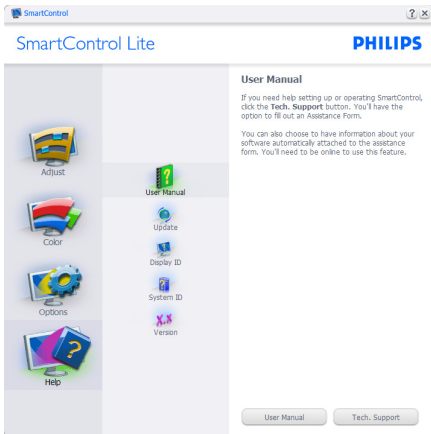 SmartControl
? x
SmartControl Lite
PHILIPS
Adjust
Color
Options
Help
User Manual
Update
Display ID
System ID
X.X
Version
User Manual
If you need help setting up or operating SmartControl,
click the Tech. Support button. You'll have the
option to fill out an Assistance Form.
You can also choose to have information about your
software automatically attached to the assistance
form. You'll need to be online to use this feature.
User Manual
Tech. Support